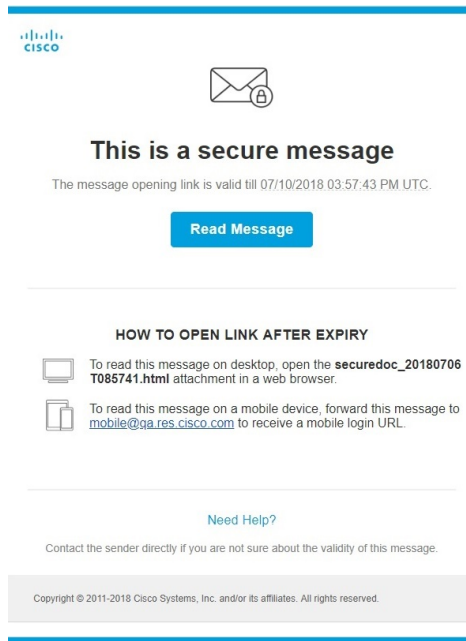 CISCO
This is a secure message
The message opening link is valid till 07/10/2018 03:57:43 PM UTC.
Read Message
HOW TO OPEN LINK AFTER EXPIRY
To read this message on desktop, open the securedoc_20180706
T085741.html attachment in a web browser.
To read this message on a mobile device, forward this message to
mobile@qa.res.cisco.com to receive a mobile login URL.
Need Help?
Contact the sender directly if you are not sure about the validity of this message.
Copyright © 2011-2018 Cisco Systems, Inc. and/or its affiliates. All rights reserved.